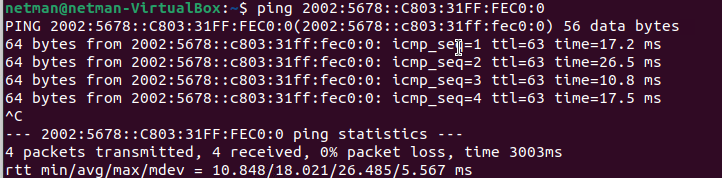 netman@netman-VirtualBox:~$ ping 2002:5678::C803:31FF:FEC0:0
PING 2002:5678::C803:31FF:FEC0:0(2002:5678::c803:31ff:fec0:0) 56 data bytes
64 bytes from 2002:5678::c803:31ff:fec0:0: icmp_seq=1 ttl=63 time=17.2 ms
64 bytes from 2002:5678::c803:31ff:fec0:0: icmp_seq=2 ttl=63 time=26.5 ms
64 bytes from 2002:5678::c803:31ff:fec0:0: icmp_seq=3 ttl=63 time=10.8 ms
64 bytes from 2002:5678::c803:31ff:fec0:0: icmp_seq=4 ttl=63 time=17.5 ms
^C
--- 2002:5678::C803:31FF:FEC0:0 ping statistics ---
4 packets transmitted, 4 received, 0% packet loss, time 3003ms
rtt min/avg/max/mdev = 10.848/18.021/26.485/5.567 ms